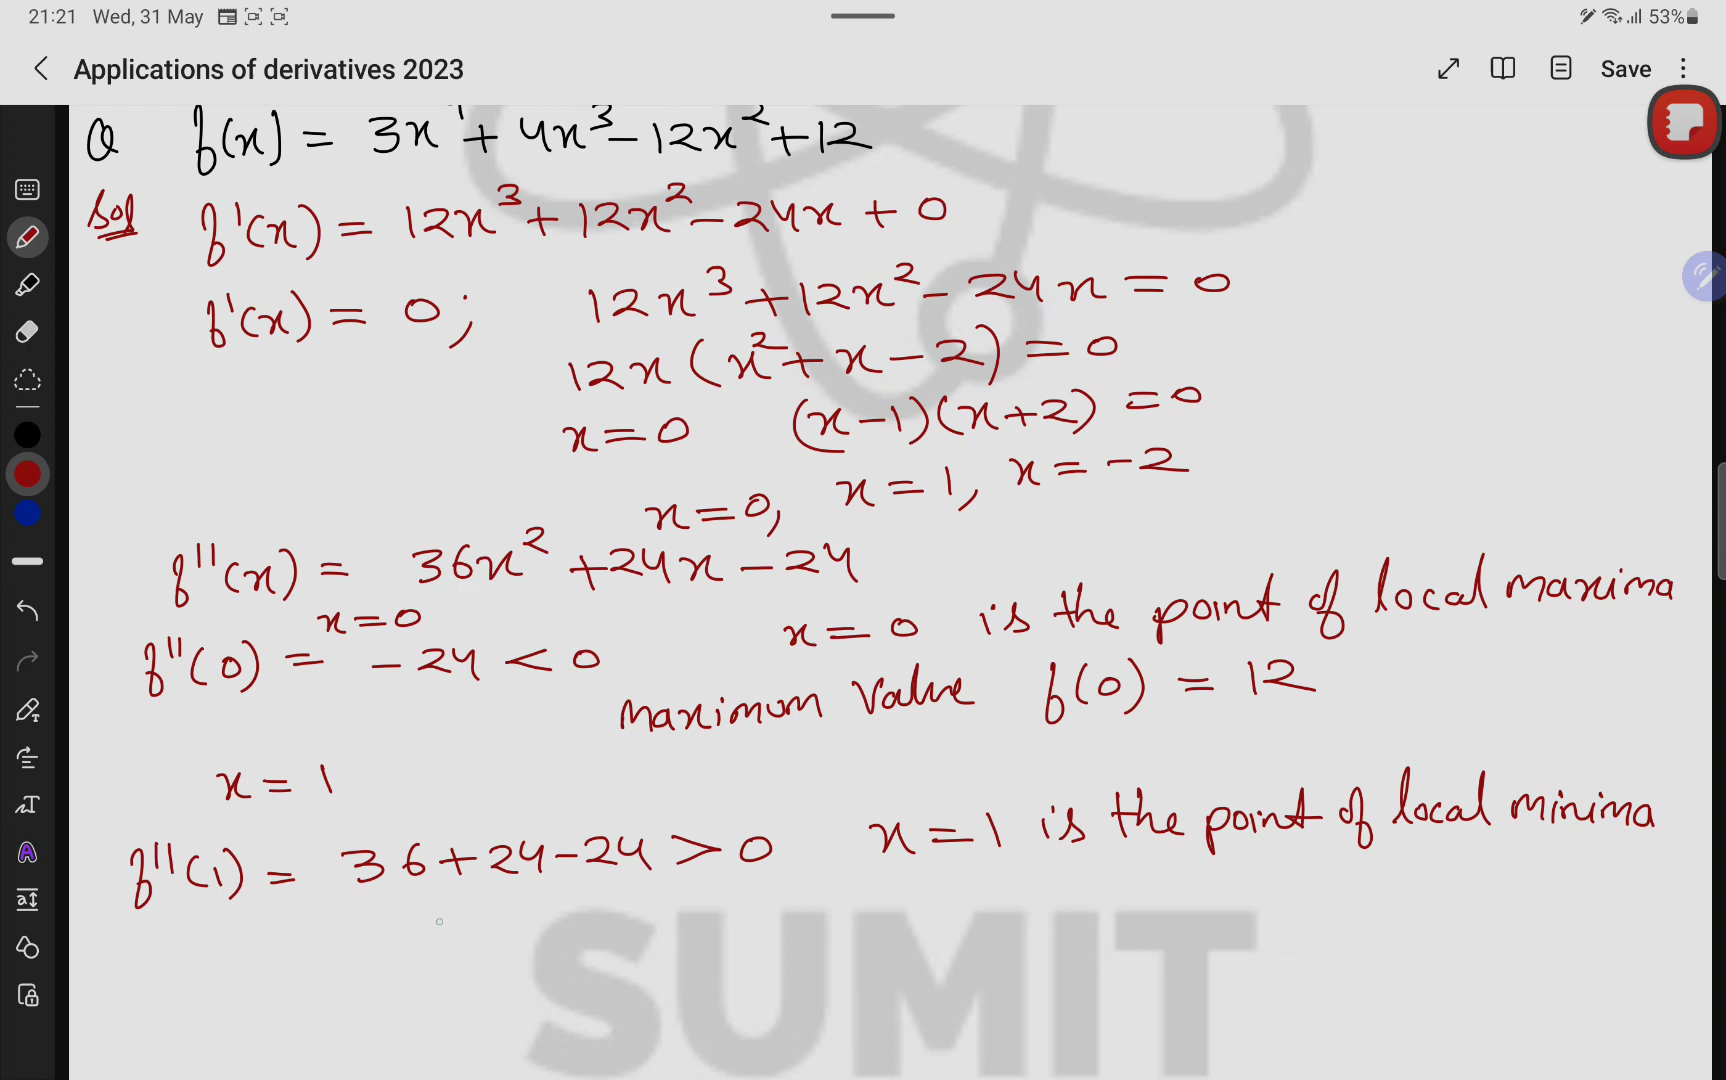 21:21 Wed, 31 May 53%
Applications of derivatives 2023 Save
Q f(x) = 3x⁴ + 4x³ − 12x² + 12
Sol f'(x) = 12x³ + 12x² − 24x + 0
f'(x) = 0; 12x³ + 12x² − 24x = 0
12x (x² + x − 2) = 0
x = 0 (x − 1)(x + 2) = 0
x = 0, x = 1, x = −2
f''(x) = 36x² + 24x − 24
x = 0
f''(0) = −24 < 0 x = 0 is the point of local maxima
maximum value f(0) = 12
x = 1
f''(1) = 36 + 24 − 24 > 0 x = 1 is the point of local minima
SUMIT